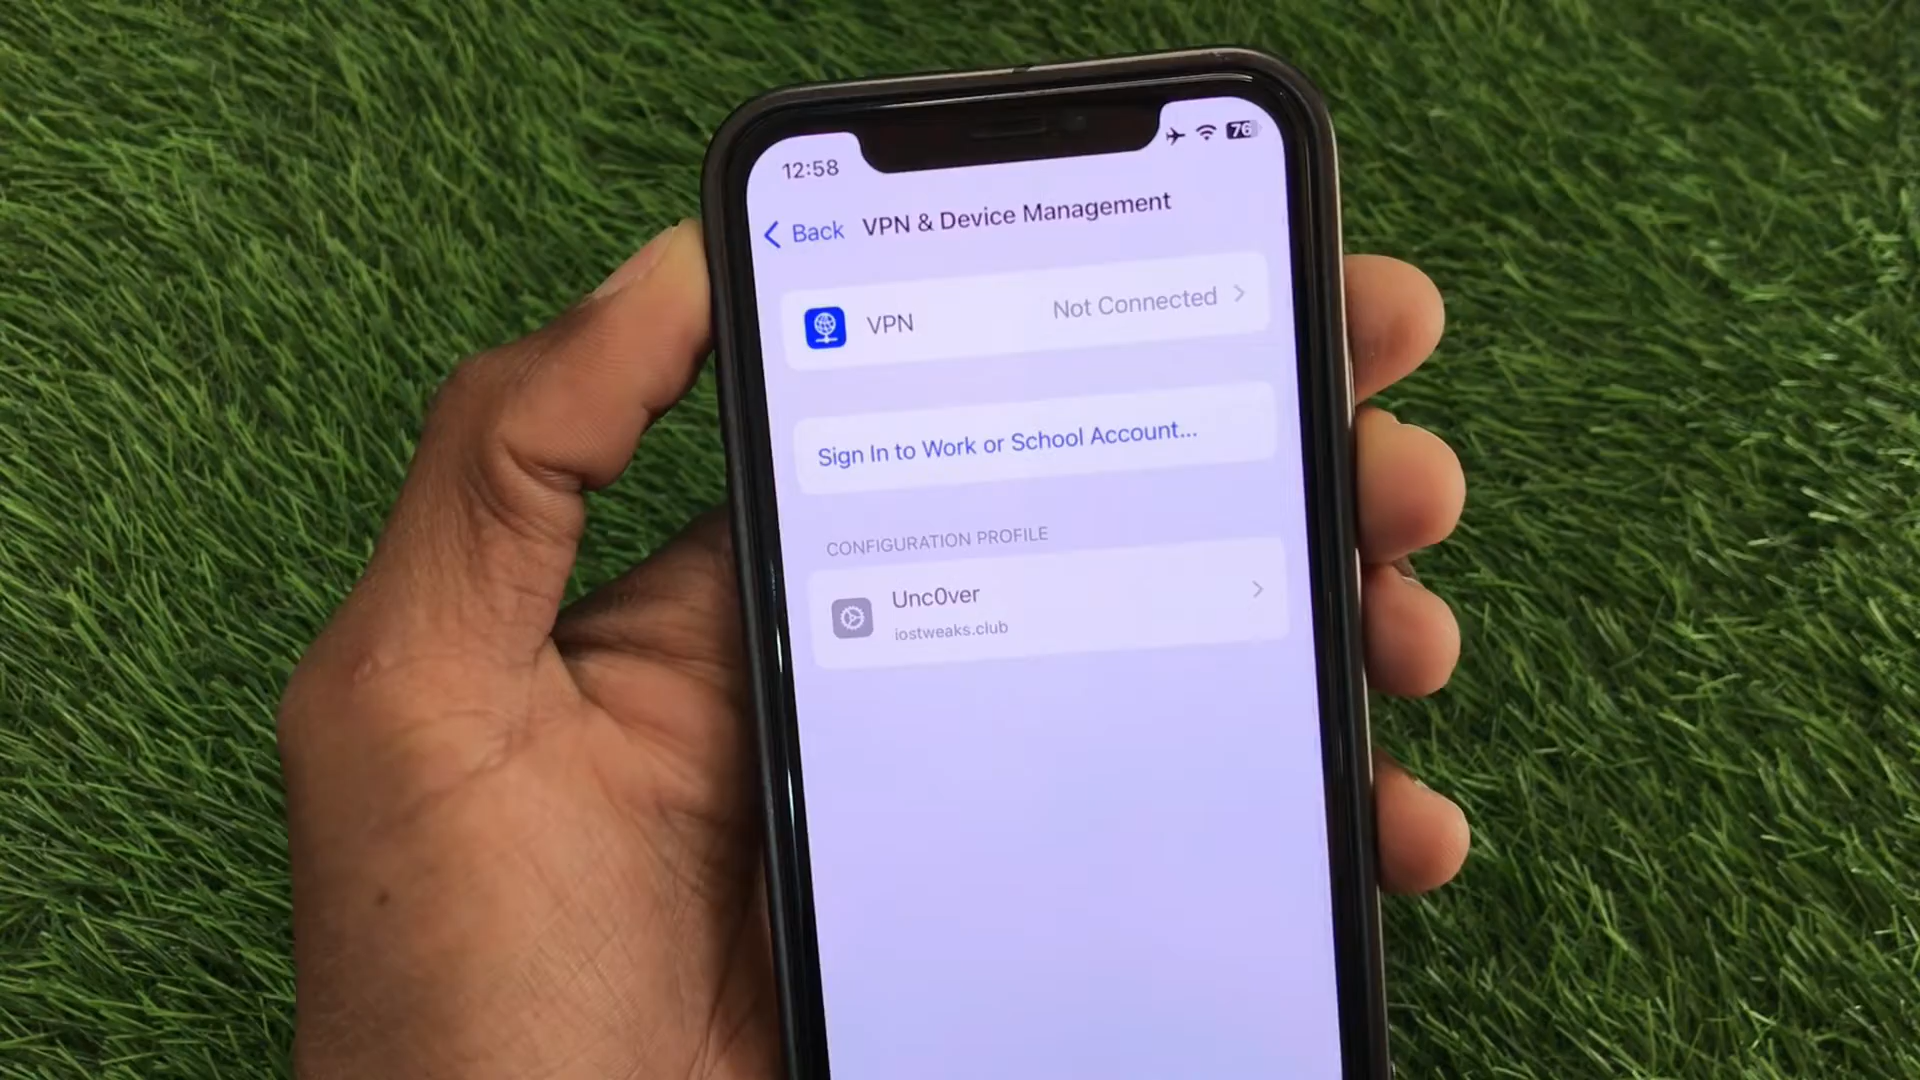 12:58
76
Back VPN & Device Management
VPN Not Connected
Sign In to Work or School Account...
CONFIGURATION PROFILE
Unc0ver
iostweaks.club